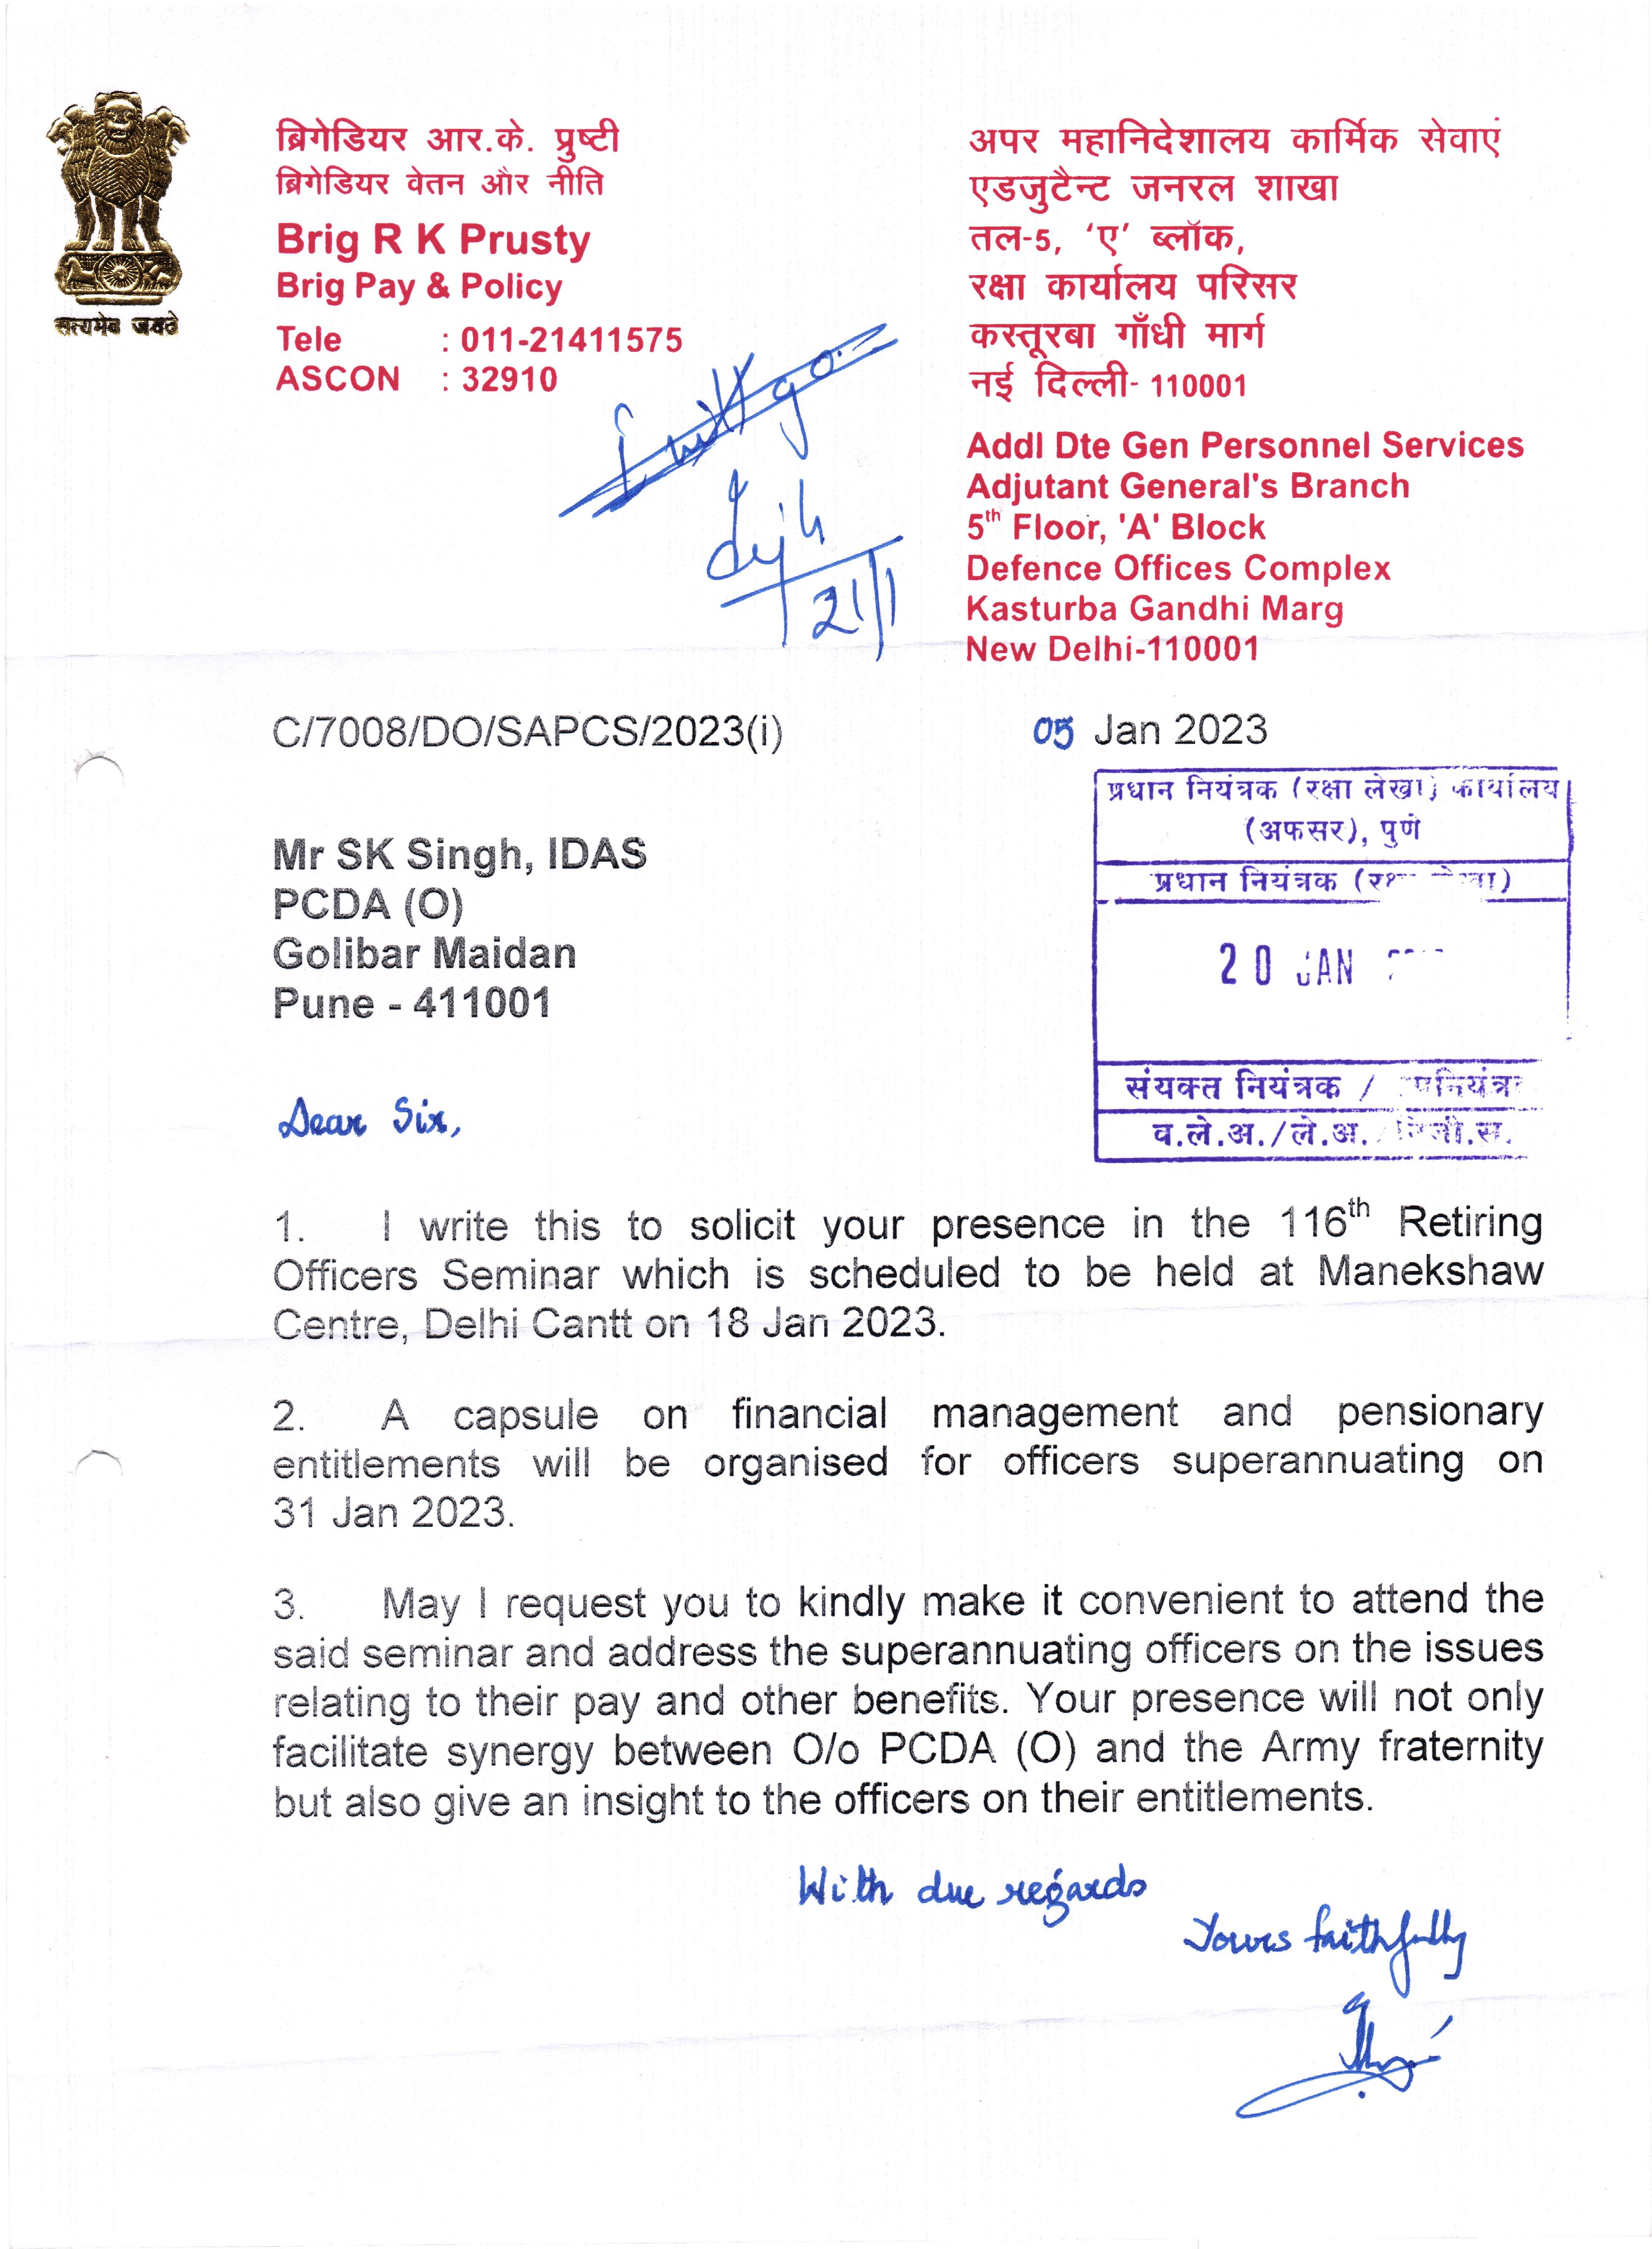 सत्यमेव जयते
ब्रिगेडियर आर.के. प्रुष्टी
ब्रिगेडियर वेतन और नीति
Brig R K Prusty
Brig Pay & Policy
Tele : 011-21411575
ASCON : 32910
अपर महानिदेशालय कार्मिक सेवाएं
एडजुटैन्ट जनरल शाखा
तल-5, ‘ए’ ब्लॉक,
रक्षा कार्यालय परिसर
कस्तूरबा गाँधी मार्ग
नई दिल्ली- 110001
Addl Dte Gen Personnel Services
Adjutant General's Branch
5th Floor, 'A' Block
Defence Offices Complex
Kasturba Gandhi Marg
New Delhi-110001
I will go
21/1
C/7008/DO/SAPCS/2023(i)
05 Jan 2023
प्रधान नियंत्रक (रक्षा लेखा) कार्यालय
(अफसर), पुणे
प्रधान नियंत्रक
20 JAN
संयक्त नियंत्रक /
व.ले.अ./ले.अ.
Mr SK Singh, IDAS
PCDA (O)
Golibar Maidan
Pune - 411001
Dear Sir,
1. I write this to solicit your presence in the 116th Retiring
Officers Seminar which is scheduled to be held at Manekshaw
Centre, Delhi Cantt on 18 Jan 2023.
2. A capsule on financial management and pensionary
entitlements will be organised for officers superannuating on
31 Jan 2023.
3. May I request you to kindly make it convenient to attend the
said seminar and address the superannuating officers on the issues
relating to their pay and other benefits. Your presence will not only
facilitate synergy between O/o PCDA (O) and the Army fraternity
but also give an insight to the officers on their entitlements.
With due regards
Yours faithfully